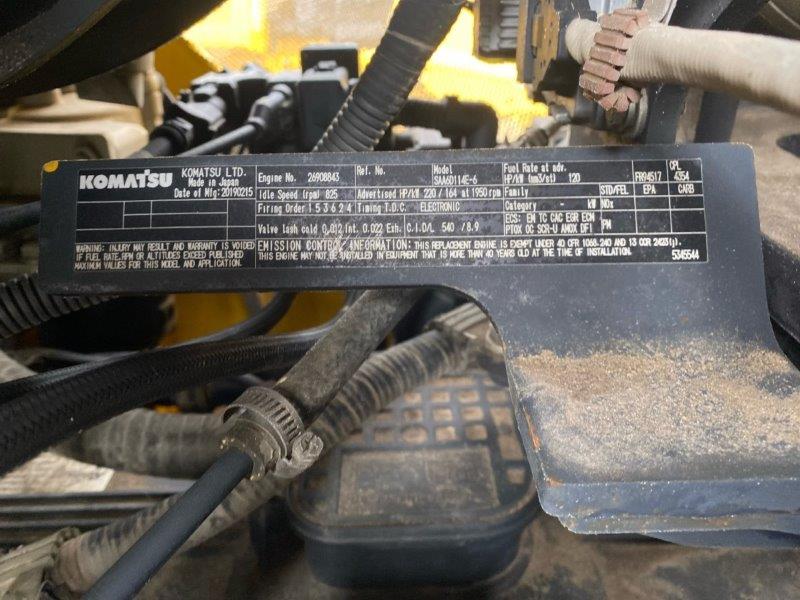 KOMATSU KOMATSU LTD.
Made in Japan
Date of Mfg: 20190215
WARNING: INJURY MAY RESULT AND WARRANTY IS VOIDED
IF FUEL RATE, RPM OR ALTITUDES EXCEED PUBLISHED
MAXIMUM VALUES FOR THIS MODEL AND APPLICATION.
Engine No. 26908843 Ref. No. Model SAA6D114E-6 Fuel Rate at adv. HP/kW (mm3/st) 120 FR94517 CPL 4354
Idle Speed (rpm) 825 Advertised HP/kW 220 / 164 at 1950 rpm Family STD/FEL EPA CARB
Firing Order 1 5 3 6 2 4 Timing T.D.C. ELECTRONIC Category - kW NOx
Valve lash cold 0.012 Int. 0.022 Exh. C.I.D/L 540 / 8.9 ECS: EM TC CAC EGR ECM
PTOX OC SCR-U AMOX DFI PM
EMISSION CONTROL INFORMATION: THIS REPLACEMENT ENGINE IS EXEMPT UNDER 40 CFR 1068.240 AND 13 CCR 2423(j).
SELECTION OF THIS ENGINE IS NOT MORE THAN 40 YEARS OLD AT THE TIME OF INSTALLATION. 5345544